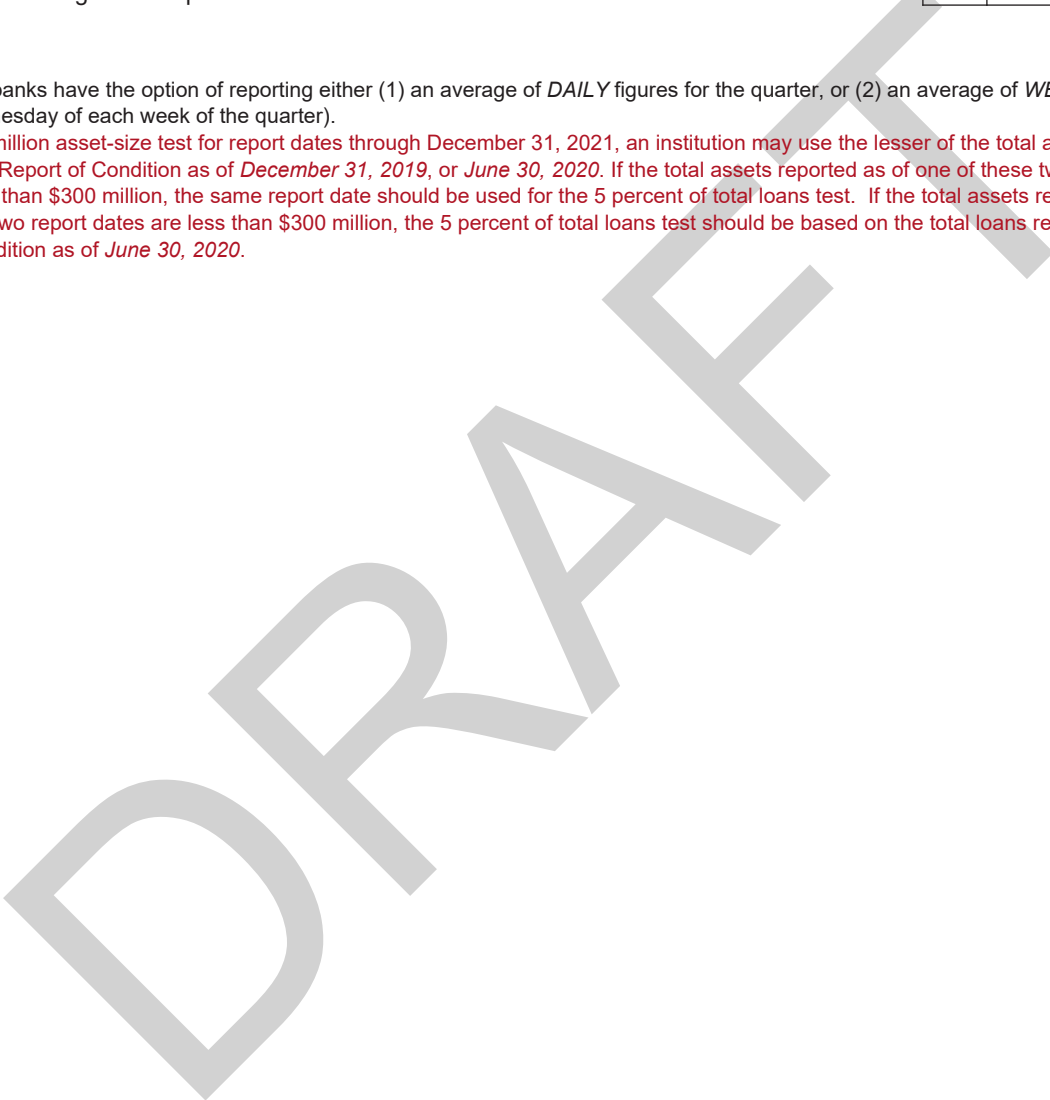 banks have the option of reporting either (1) an average of DAILY figures for the quarter, or (2) an average of WE
esday of each week of the quarter).
illion asset-size test for report dates through December 31, 2021, an institution may use the lesser of the total a
Report of Condition as of December 31, 2019, or June 30, 2020. If the total assets reported as of one of these tw
than $300 million, the same report date should be used for the 5 percent of total loans test. If the total assets re
wo report dates are less than $300 million, the 5 percent of total loans test should be based on the total loans re
dition as of June 30, 2020.
DRAFT